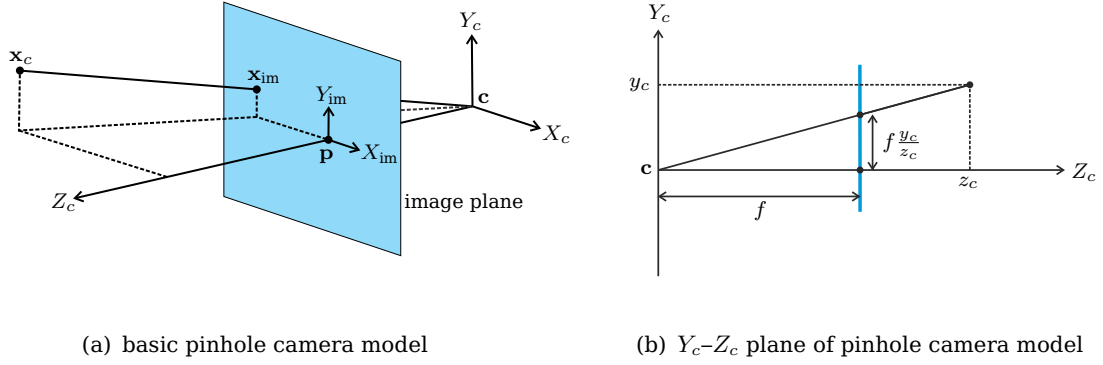 Y_c
x_c
x_im
c
Y_im
X_c
X_im
p
Z_c
image plane
(a) basic pinhole camera model
Y_c
y_c
f y_c/z_c
c
z_c
Z_c
f
(b) Y_c–Z_c plane of pinhole camera model